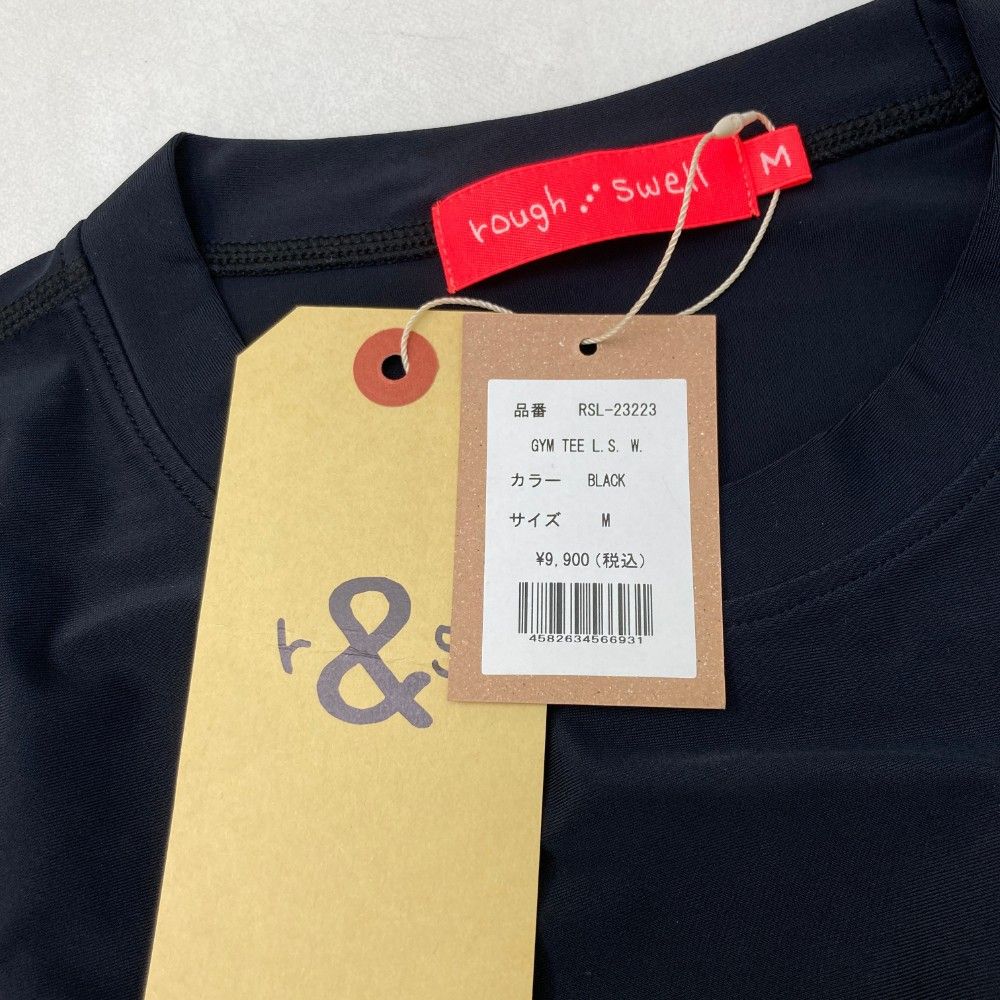 rough swell
M
品番 RSL-23223
GYM TEE L.S. W.
カラー BLACK
サイズ M
¥9,900(税込)
4582634566931
r & s